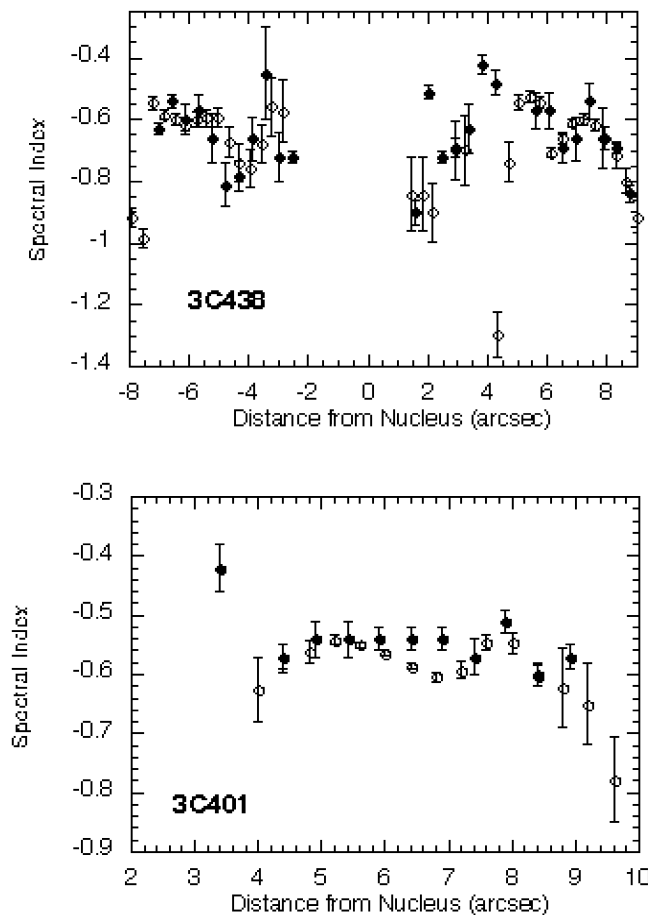 -0.4
-0.6
-0.8
-1
-1.2
-1.4
Spectral Index
3C438
-8 -6 -4 -2 0 2 4 6 8
Distance from Nucleus (arcsec)
-0.3
-0.4
-0.5
-0.6
-0.7
-0.8
-0.9
Spectral Index
3C401
2 3 4 5 6 7 8 9 10
Distance from Nucleus (arcsec)